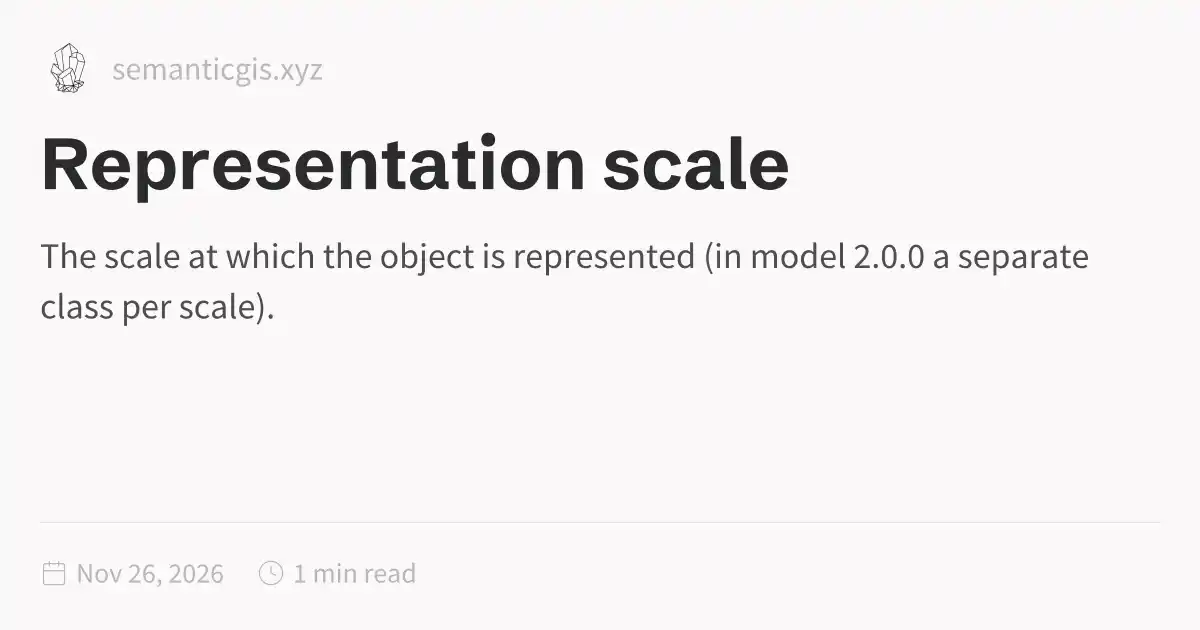 semanticgis.xyz
Representation scale
The scale at which the object is represented (in model 2.0.0 a separate
class per scale).
Nov 26, 2026 1 min read